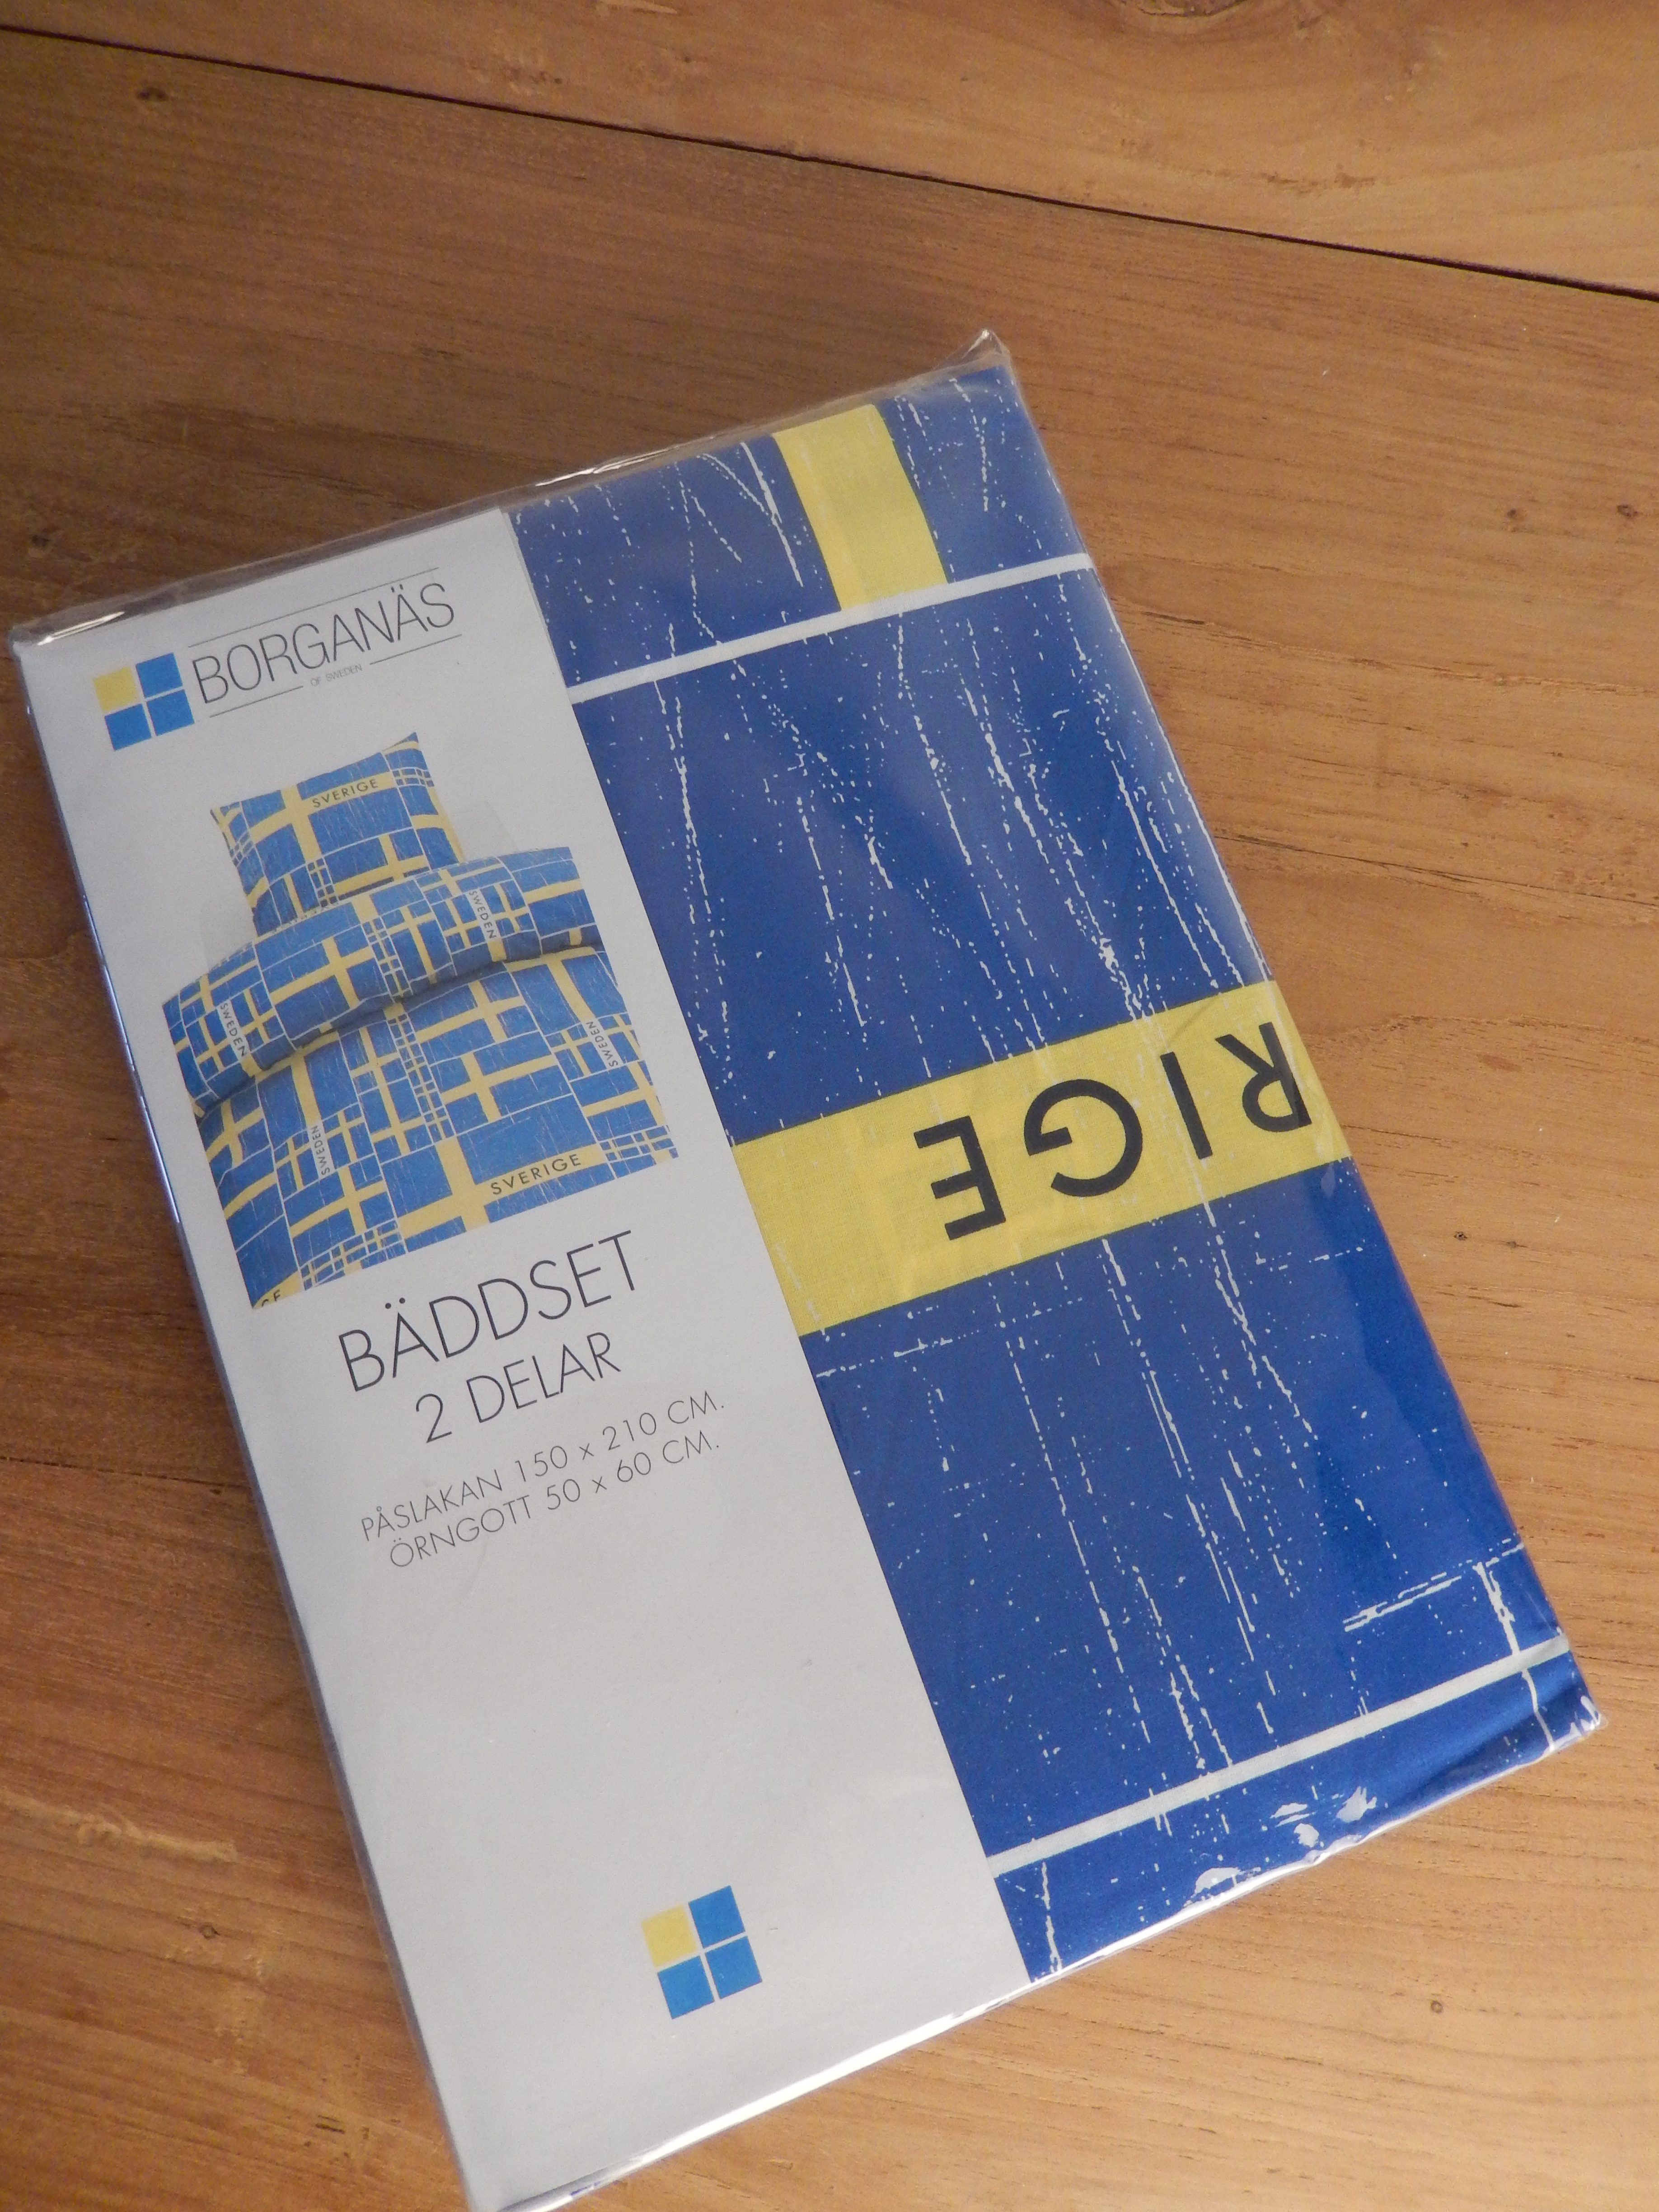 BORGANÄS
OF SWEDEN
SVERIGE
SWEDEN
SWEDEN
SWEDEN
SWEDEN
SVERIGE
GE
BÄDDSET
2 DELAR
PÅSLAKAN 150 x 210 CM.
ÖRNGOTT 50 x 60 CM.
RIGE